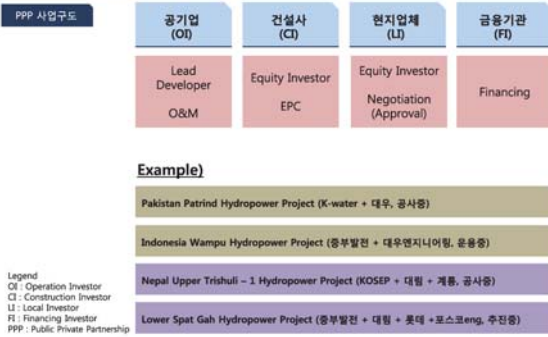 PPP 사업구도
공기업
(OI)
건설사
(CI)
현지업체
(LI)
금융기관
(FI)
Lead
Developer
O&M
Equity Investor
EPC
Equity Investor
Negotiation
(Approval)
Financing
Example)
Pakistan Patrind Hydropower Project (K-water + 대우, 공사중)
Indonesia Wampu Hydropower Project (중부발전 + 대우엔지니어링, 운용중)
Nepal Upper Trishuli – 1 Hydropower Project (KOSEP + 대림 + 계룡, 공사중)
Lower Spat Gah Hydropower Project (중부발전 + 대림 + 롯데 +포스코eng, 추진중)
Legend
OI : Operation Investor
CI : Construction Investor
LI : Local Investor
FI : Financing Investor
PPP : Public Private Partnership